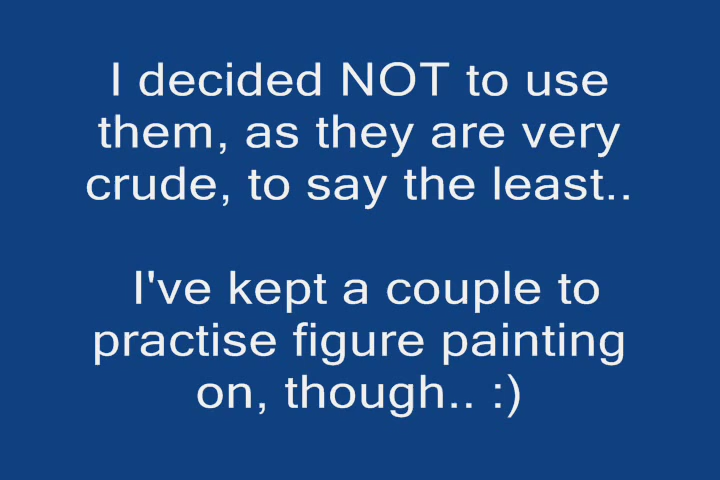 I decided NOT to use
them, as they are very
crude, to say the least..
I've kept a couple to
practise figure painting
on, though.. :)